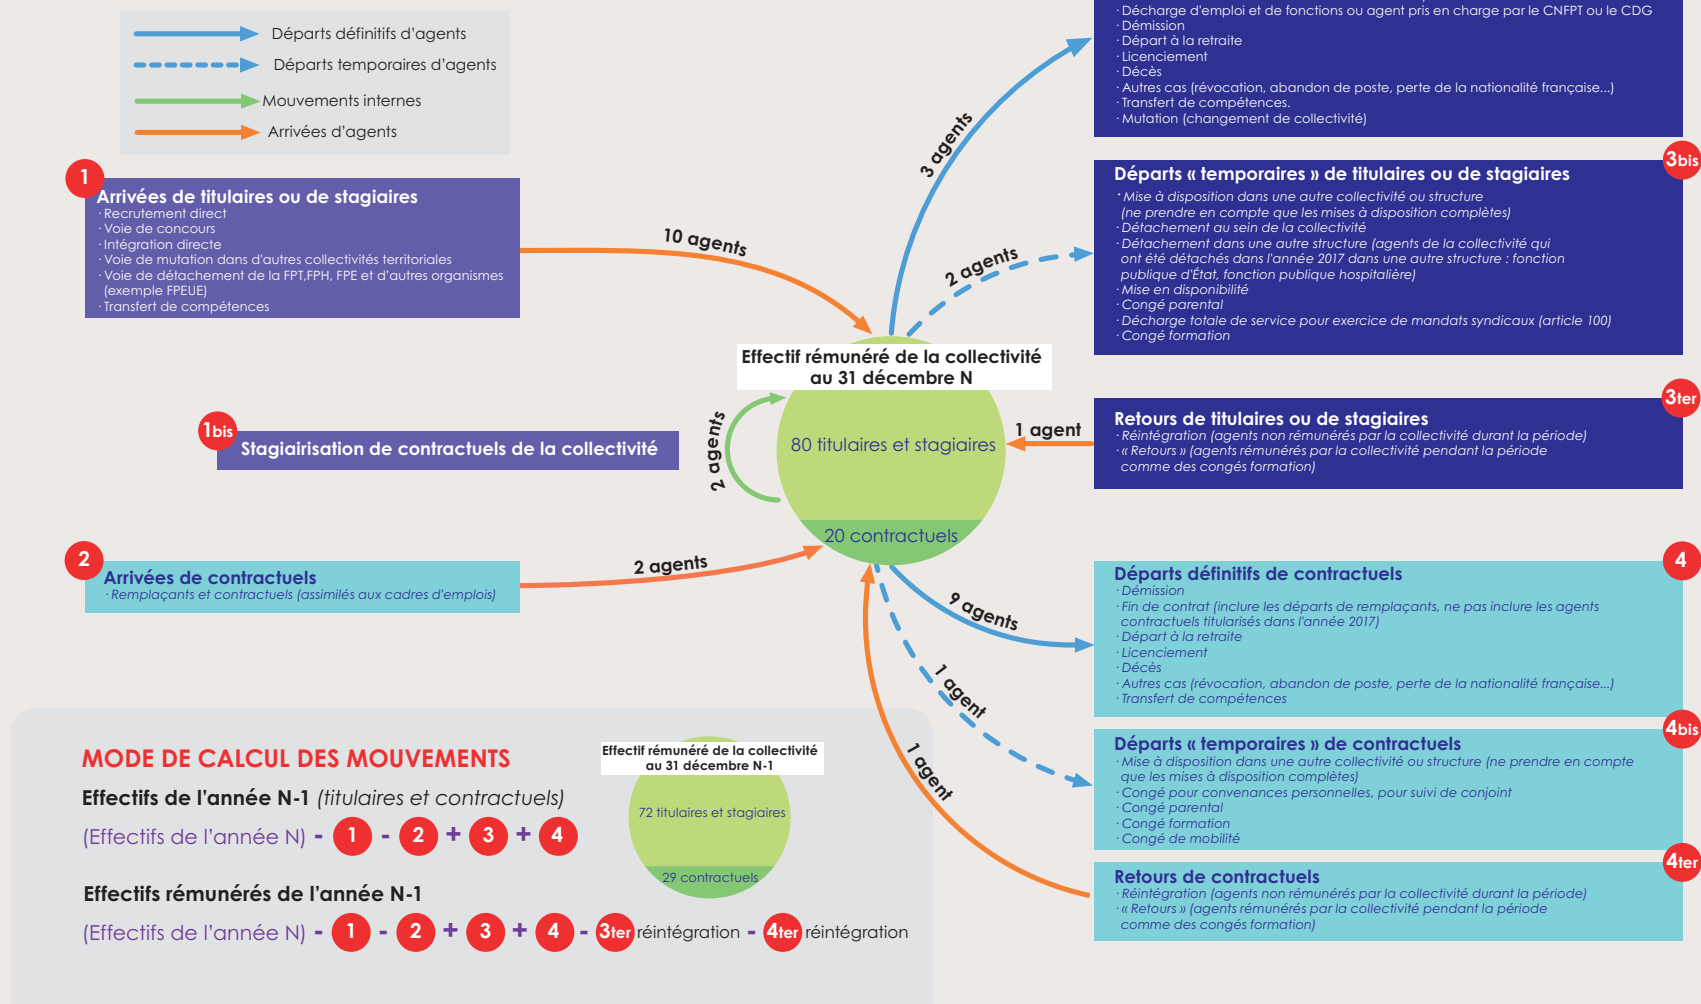 Départs définitifs d'agents
Départs temporaires d'agents
Mouvements internes
Arrivées d'agents
· Décharge d'emploi et de fonctions ou agent pris en charge par le CNFPT ou le CDG
· Démission
· Départ à la retraite
· Licenciement
· Décès
· Autres cas (révocation, abandon de poste, perte de la nationalité française...)
· Transfert de compétences.
· Mutation (changement de collectivité)
3 agents
1
Arrivées de titulaires ou de stagiaires
· Recrutement direct
· Voie de concours
· Intégration directe
· Voie de mutation dans d'autres collectivités territoriales
· Voie de détachement de la FPT,FPH, FPE et d'autres organismes
(exemple FPEUE)
· Transfert de compétences
10 agents
3bis
Départs « temporaires » de titulaires ou de stagiaires
· Mise à disposition dans une autre collectivité ou structure
(ne prendre en compte que les mises à disposition complètes)
· Détachement au sein de la collectivité
· Détachement dans une autre structure (agents de la collectivité qui
ont été détachés dans l'année 2017 dans une autre structure : fonction
publique d'État, fonction publique hospitalière)
· Mise en disponibilité
· Congé parental
· Décharge totale de service pour exercice de mandats syndicaux (article 100)
· Congé formation
2 agents
Effectif rémunéré de la collectivité
au 31 décembre N
80 titulaires et stagiaires
20 contractuels
1bis
Stagiairisation de contractuels de la collectivité
2 agents
3ter
Retours de titulaires ou de stagiaires
· Réintégration (agents non rémunérés par la collectivité durant la période)
· « Retours » (agents rémunérés par la collectivité pendant la période
comme des congés formation)
1 agent
2
Arrivées de contractuels
· Remplaçants et contractuels (assimilés aux cadres d'emplois)
2 agents
4
Départs définitifs de contractuels
· Démission
· Fin de contrat (inclure les départs de remplaçants, ne pas inclure les agents
contractuels titularisés dans l'année 2017)
· Départ à la retraite
· Licenciement
· Décès
· Autres cas (révocation, abandon de poste, perte de la nationalité française...)
· Transfert de compétences
9 agents
4bis
Départs « temporaires » de contractuels
· Mise à disposition dans une autre collectivité ou structure (ne prendre en compte
que les mises à disposition complètes)
· Congé pour convenances personnelles, pour suivi de conjoint
· Congé parental
· Congé formation
· Congé de mobilité
1 agent
4ter
Retours de contractuels
· Réintégration (agents non rémunérés par la collectivité durant la période)
· « Retours » (agents rémunérés par la collectivité pendant la période
comme des congés formation)
1 agent
MODE DE CALCUL DES MOUVEMENTS
Effectifs de l'année N-1 (titulaires et contractuels)
(Effectifs de l'année N) - 1 - 2 + 3 + 4
Effectifs rémunérés de l'année N-1
(Effectifs de l'année N) - 1 - 2 + 3 + 4 - 3ter réintégration - 4ter réintégration
Effectif rémunéré de la collectivité
au 31 décembre N-1
72 titulaires et stagiaires
29 contractuels